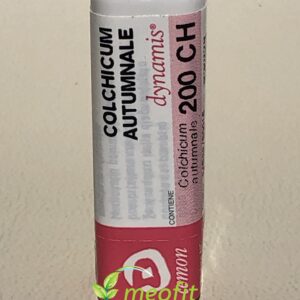 COLCHICUM
AUTUMNALE
dynamis®
CONTIENE
Colchicum
autumnale 200 CH
cemon
meofit